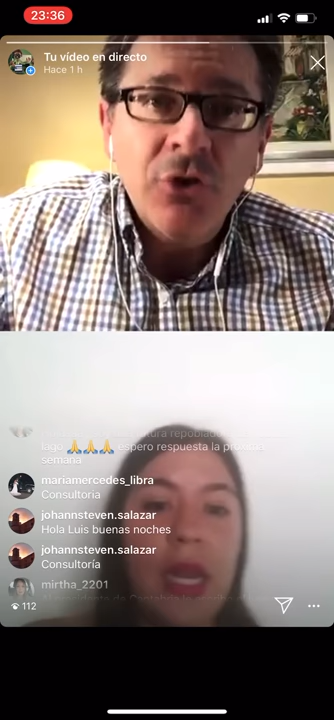 23:36
Tu vídeo en directo
Hace 1 h
lago 🙏🙏🙏 espero respuesta la próxima
semana
mariamercedes_libra
Consultoria
johannsteven.salazar
Hola Luis buenas noches
johannsteven.salazar
Consultoría
mirtha_2201
112